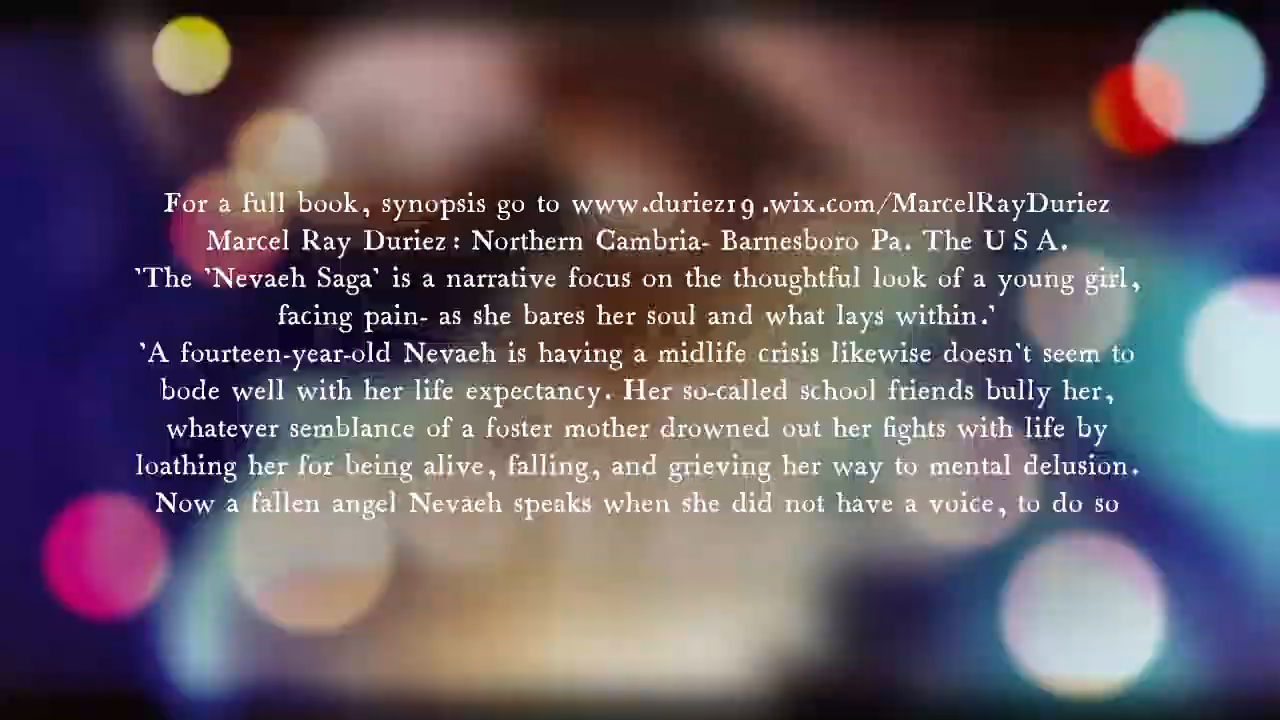 For a full book, synopsis go to www.duriez19.wix.com/MarcelRayDuriez
Marcel Ray Duriez: Northern Cambria- Barnesboro Pa. The U S A.
'The 'Nevaeh Saga' is a narrative focus on the thoughtful look of a young girl,
facing pain- as she bares her soul and what lays within.'
'A fourteen-year-old Nevaeh is having a midlife crisis likewise doesn't seem to
bode well with her life expectancy. Her so-called school friends bully her,
whatever semblance of a foster mother drowned out her fights with life by
loathing her for being alive, falling, and grieving her way to mental delusion.
Now a fallen angel Nevaeh speaks when she did not have a voice, to do so